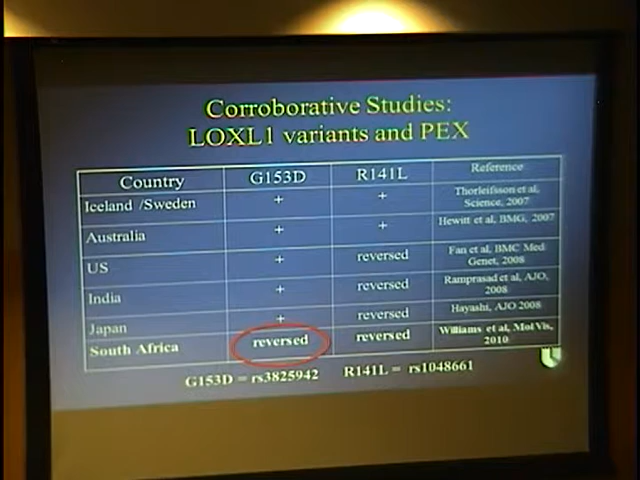 Corroborative Studies:
LOXL1 variants and PEX
Country G153D R141L Reference
Iceland /Sweden + + Thorleifsson et al, Science, 2007
Australia + + Hewitt et al, BMG, 2007
US + reversed Fan et al, BMC Med Genet, 2008
India + reversed Ramprasad et al, AJO, 2008
Japan + reversed Hayashi, AJO 2008
South Africa reversed reversed Williams et al, Mol Vis, 2010
G153D = rs3825942 R141L = rs1048661